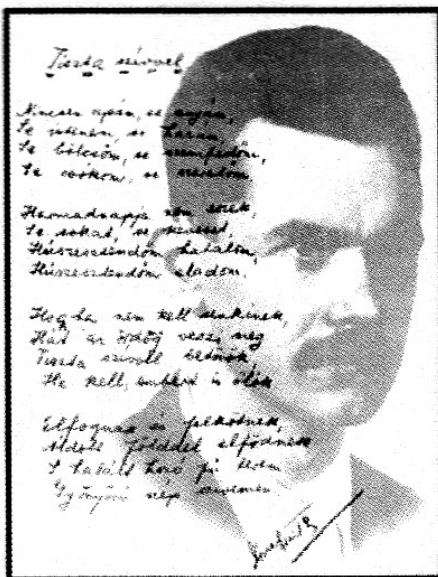 Tiszta szívvel
Nincsen apám, se anyám,
Se istenem, se hazám,
Se bölcsőm, se szemfedőm,
Se csókom, se szeretőm.
Harmadnapja nem eszek,
Se sokat, se keveset,
Húszesztendőm hatalom,
Húszesztendőm eladom.
Hogyha nem kell senkinek,
Hát az ördög veszi meg
Tiszta szívvel betörök,
Ha kell, embert is ölök
Elfognak és felkötnek,
Áldott földdel elfödnek
S halált hozó fű terem
Gyönyörű szép szívemen